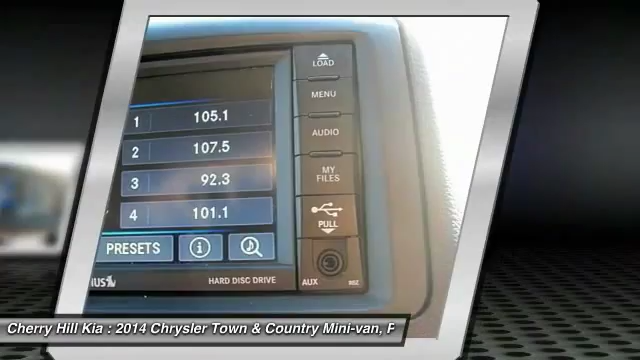 LOAD
MENU
AUDIO
MY
FILES
PULL
1 105.1
2 107.5
3 92.3
4 101.1
PRESETS
HARD DISC DRIVE
AUX
Cherry Hill Kia : 2014 Chrysler Town & Country Mini-van,